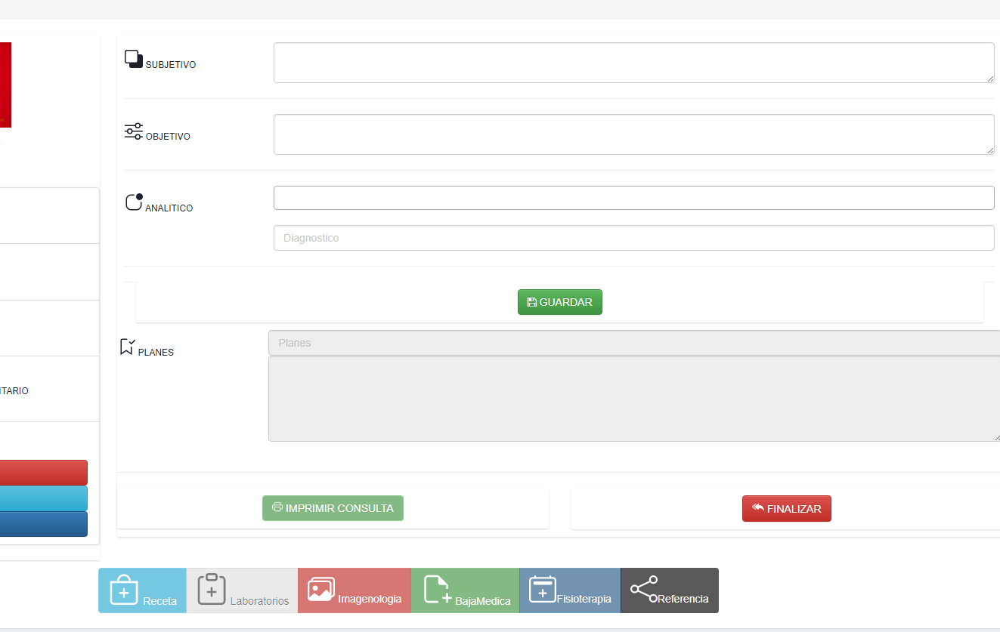 SUBJETIVO
OBJETIVO
ANALITICO
Diagnostico
GUARDAR
PLANES
Planes
TARIO
IMPRIMIR CONSULTA
FINALIZAR
Receta
Laboratorios
Imagenologia
BajaMedica
Fisioterapia
Referencia